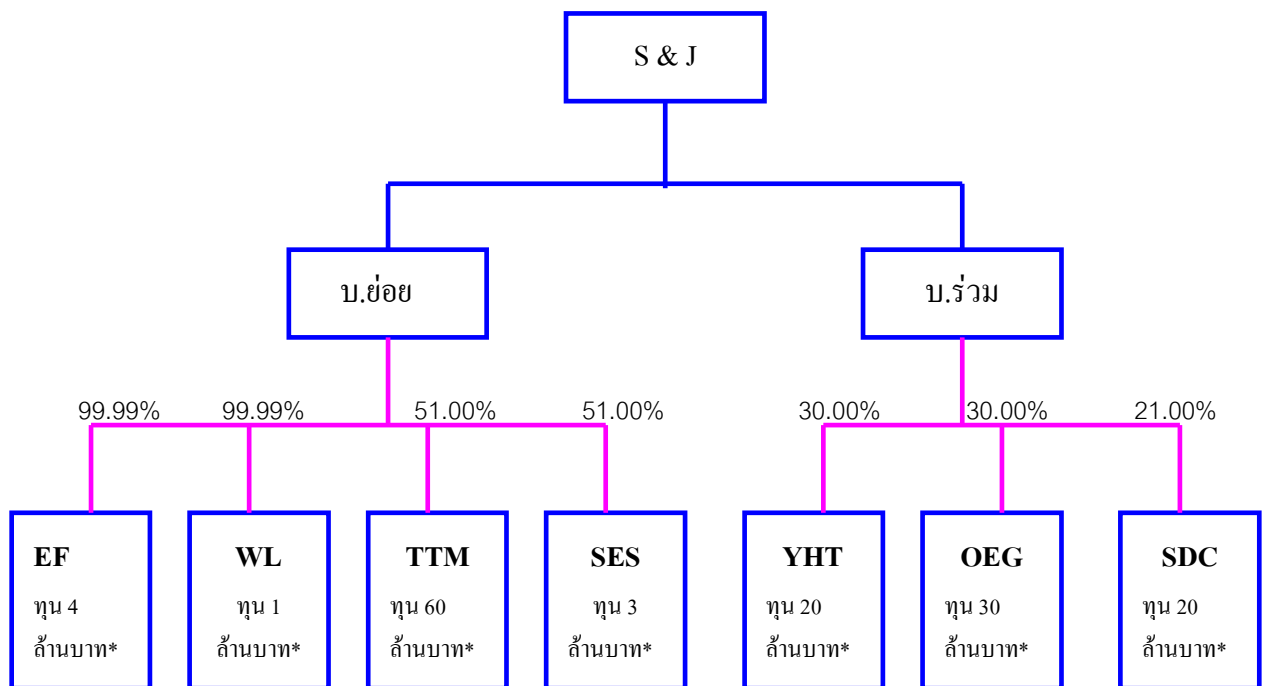 S & J
บ.ย่อย
บ.ร่วม
99.99%
99.99%
51.00%
51.00%
30.00%
30.00%
21.00%
EF
ทุน 4
ล้านบาท*
WL
ทุน 1
ล้านบาท*
TTM
ทุน 60
ล้านบาท*
SES
ทุน 3
ล้านบาท*
YHT
ทุน 20
ล้านบาท*
OEG
ทุน 30
ล้านบาท*
SDC
ทุน 20
ล้านบาท*